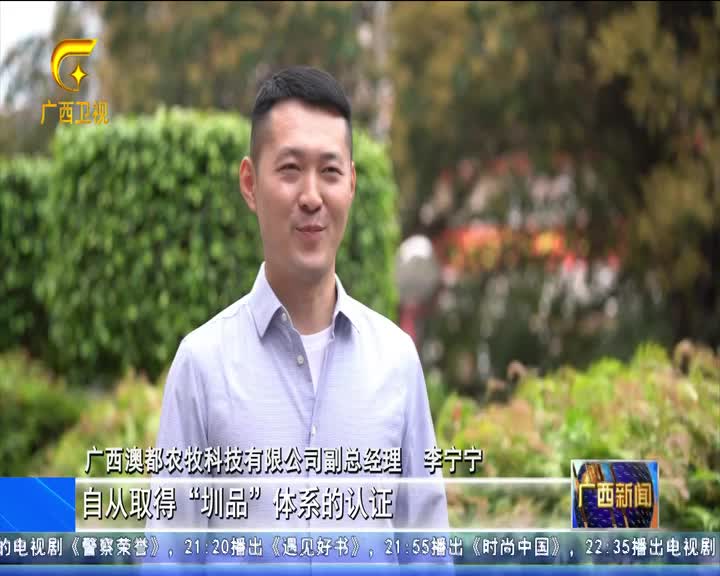 广西卫视
广西澳都农牧科技有限公司副总经理 李宁宁
自从取得“圳品”体系的认证
广西新闻
的电视剧《警察荣誉》，21:20播出《遇见好书》，21:55播出《时尚中国》，22:35播出电视剧